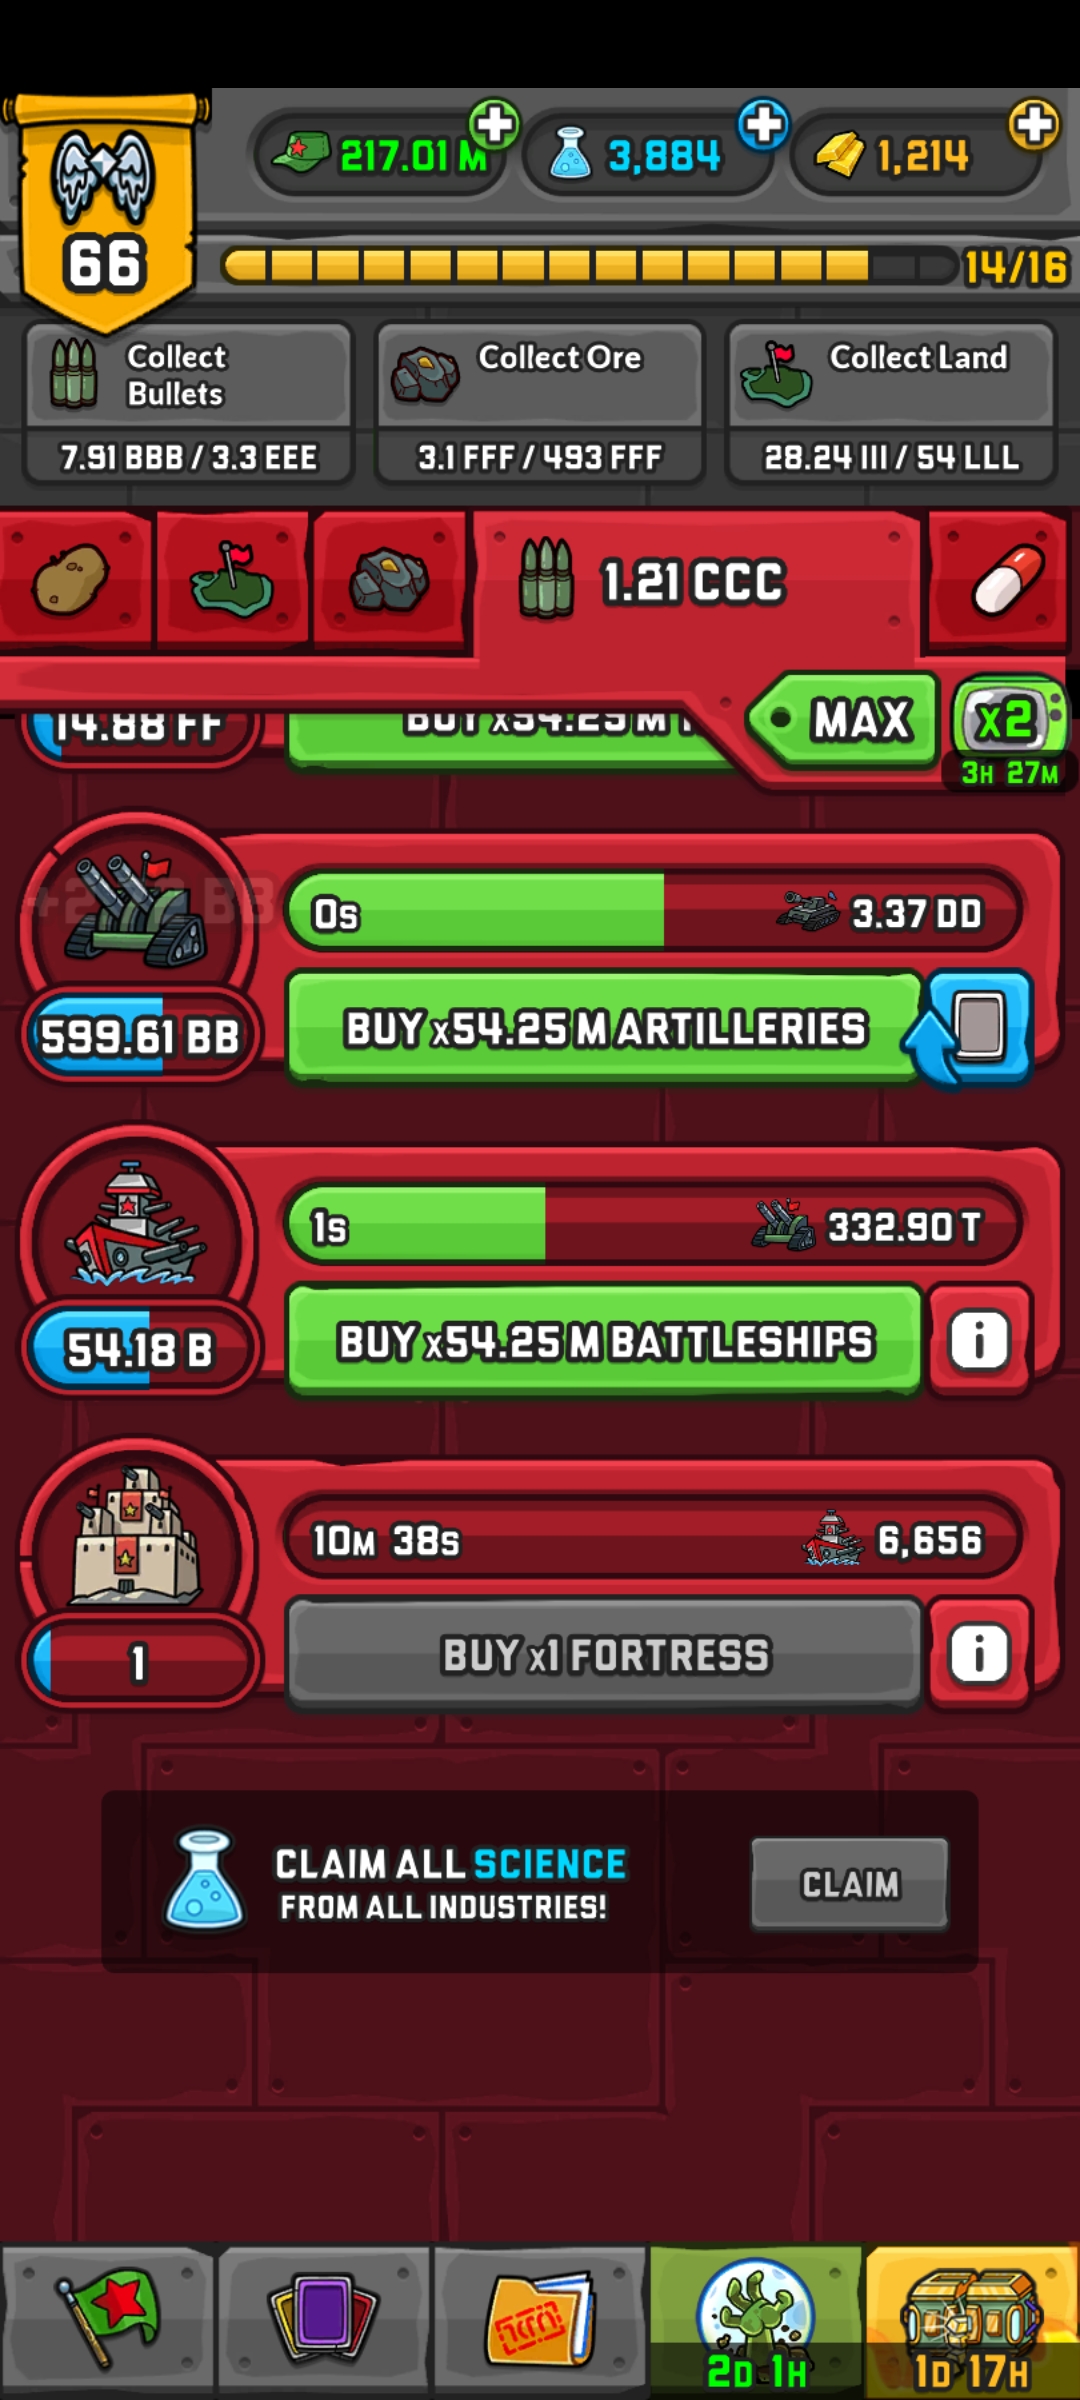 217.01 M
3,884
1,214
66
14/16
Collect
Bullets
Collect Ore
Collect Land
7.91 BBB / 3.3 EEE
3.1 FFF / 493 FFF
28.24 III / 54 LLL
1.21 CCC
MAX
x2
3H 27M
14.88 FF
BUY x54.25 M
0s
3.37 DD
599.61 BB
BUY x54.25 M ARTILLERIES
1s
332.90 T
54.18 B
BUY x54.25 M BATTLESHIPS
i
10M 38s
6,656
1
BUY x1 FORTRESS
i
CLAIM ALL SCIENCE
FROM ALL INDUSTRIES!
CLAIM
2D 1H
1D 17H